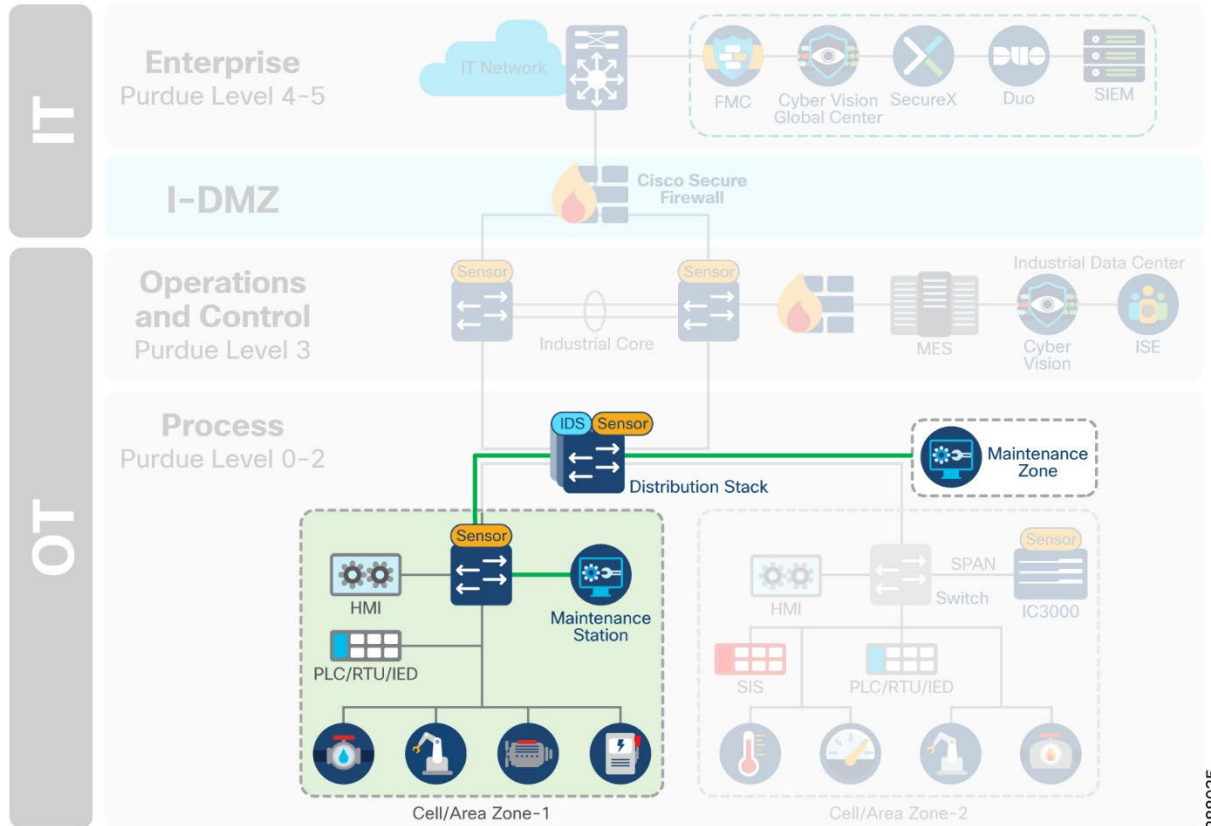 IT
Enterprise
Purdue Level 4-5
IT Network
FMC
Cyber Vision
Global Center
SecureX
Duo
Duo
SIEM
I-DMZ
Cisco Secure
Firewall
OT
Operations
and Control
Purdue Level 3
Sensor
Sensor
Industrial Core
Industrial Data Center
MES
Cyber
Vision
ISE
Process
Purdue Level 0-2
IDS
Sensor
Distribution Stack
Maintenance
Zone
Sensor
HMI
Maintenance
Station
PLC/RTU/IED
Cell/Area Zone-1
Sensor
SPAN
HMI
Switch
IC3000
SIS
PLC/RTU/IED
Cell/Area Zone-2